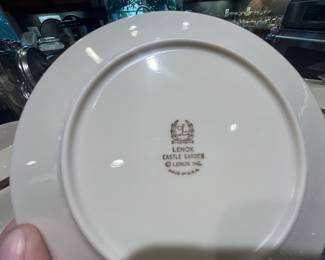 L
LENOX
CASTLE GARDEN
© LENOX INC.
MADE IN U.S.A.